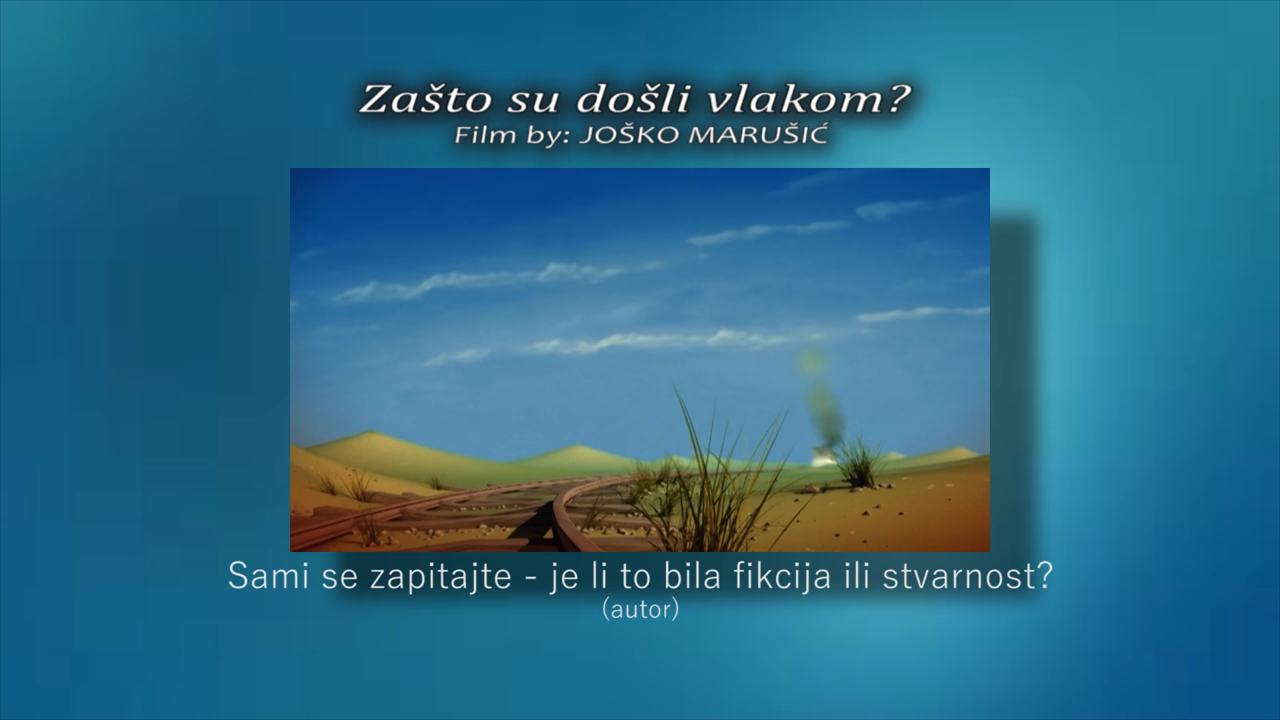 Zašto su došli vlakom?
Film by: JOŠKO MARUŠIĆ
Sami se zapitajte - je li to bila fikcija ili stvarnost?
(autor)